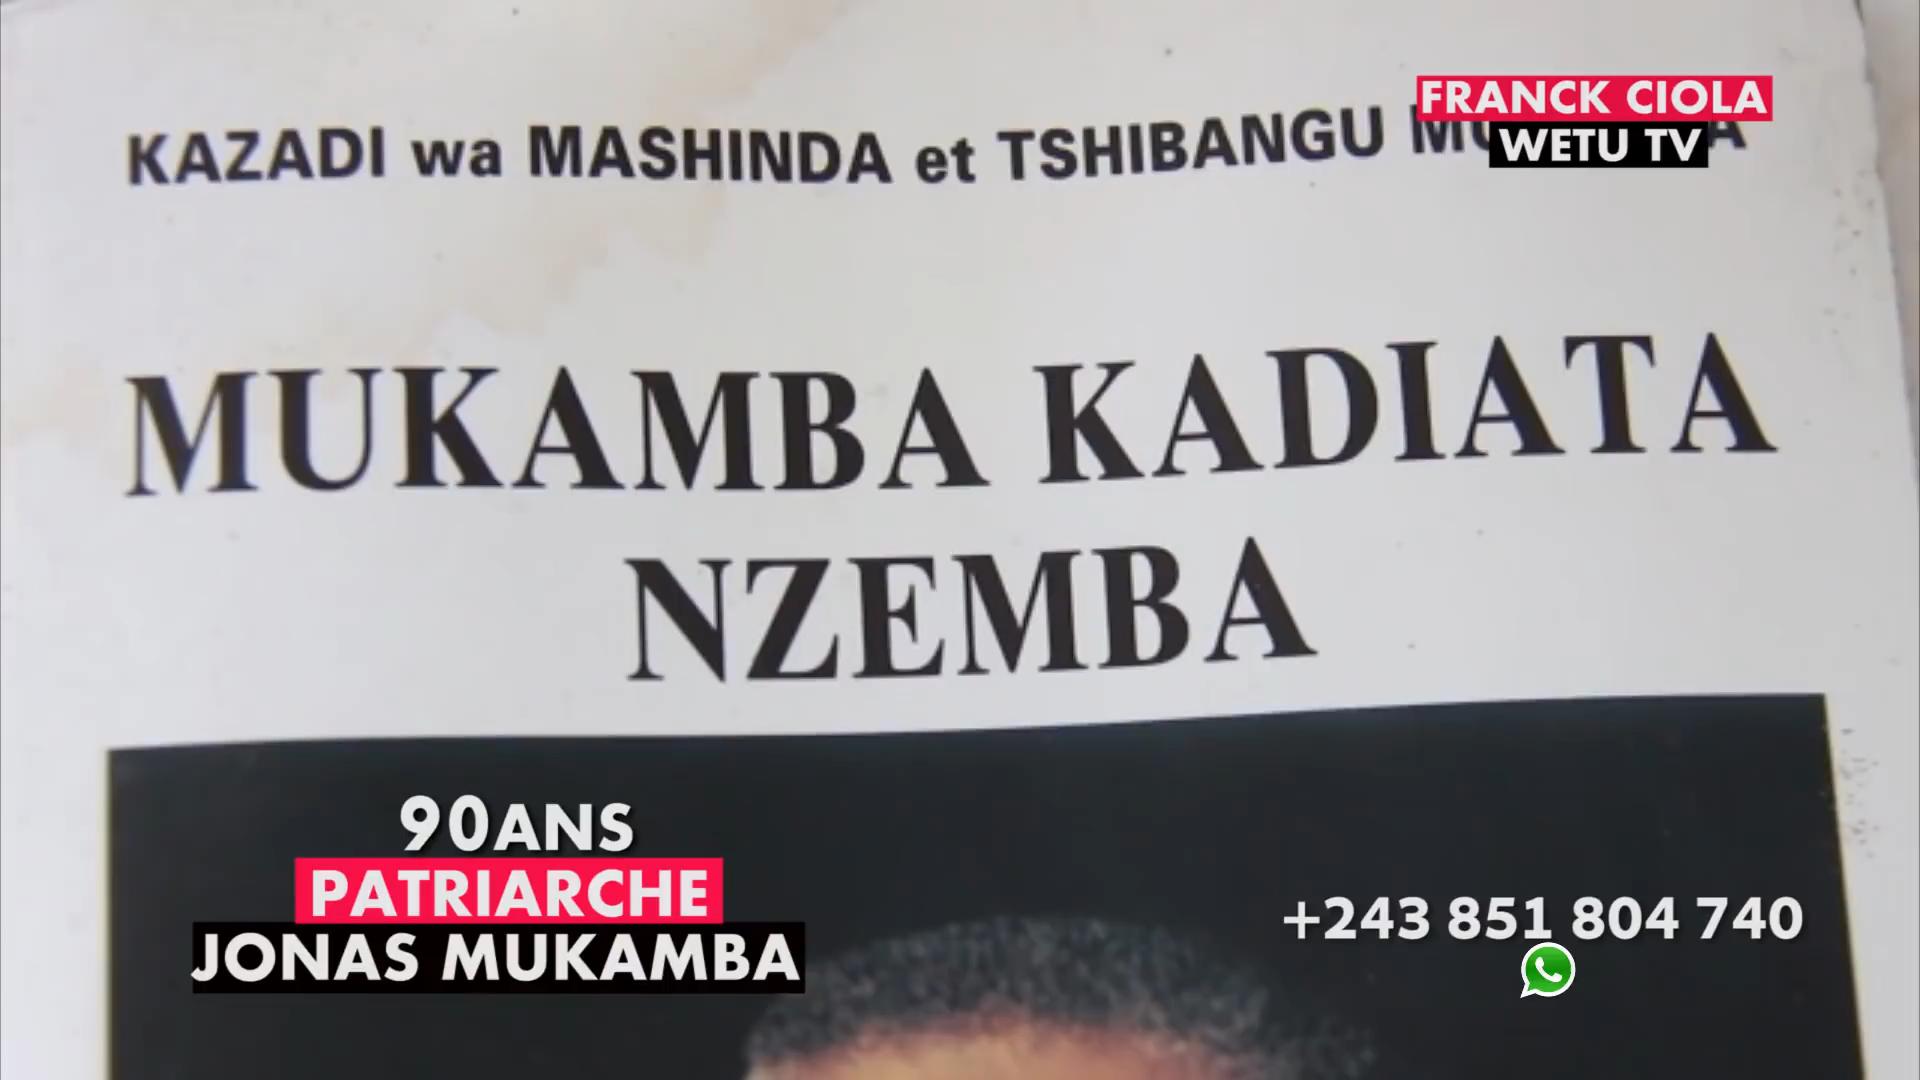 FRANCK CIOLA
WETU TV
KAZADI wa MASHINDA et TSHIBANGU
MUKAMBA KADIATA
NZEMBA
90ANS
PATRIARCHE
JONAS MUKAMBA
+243 851 804 740